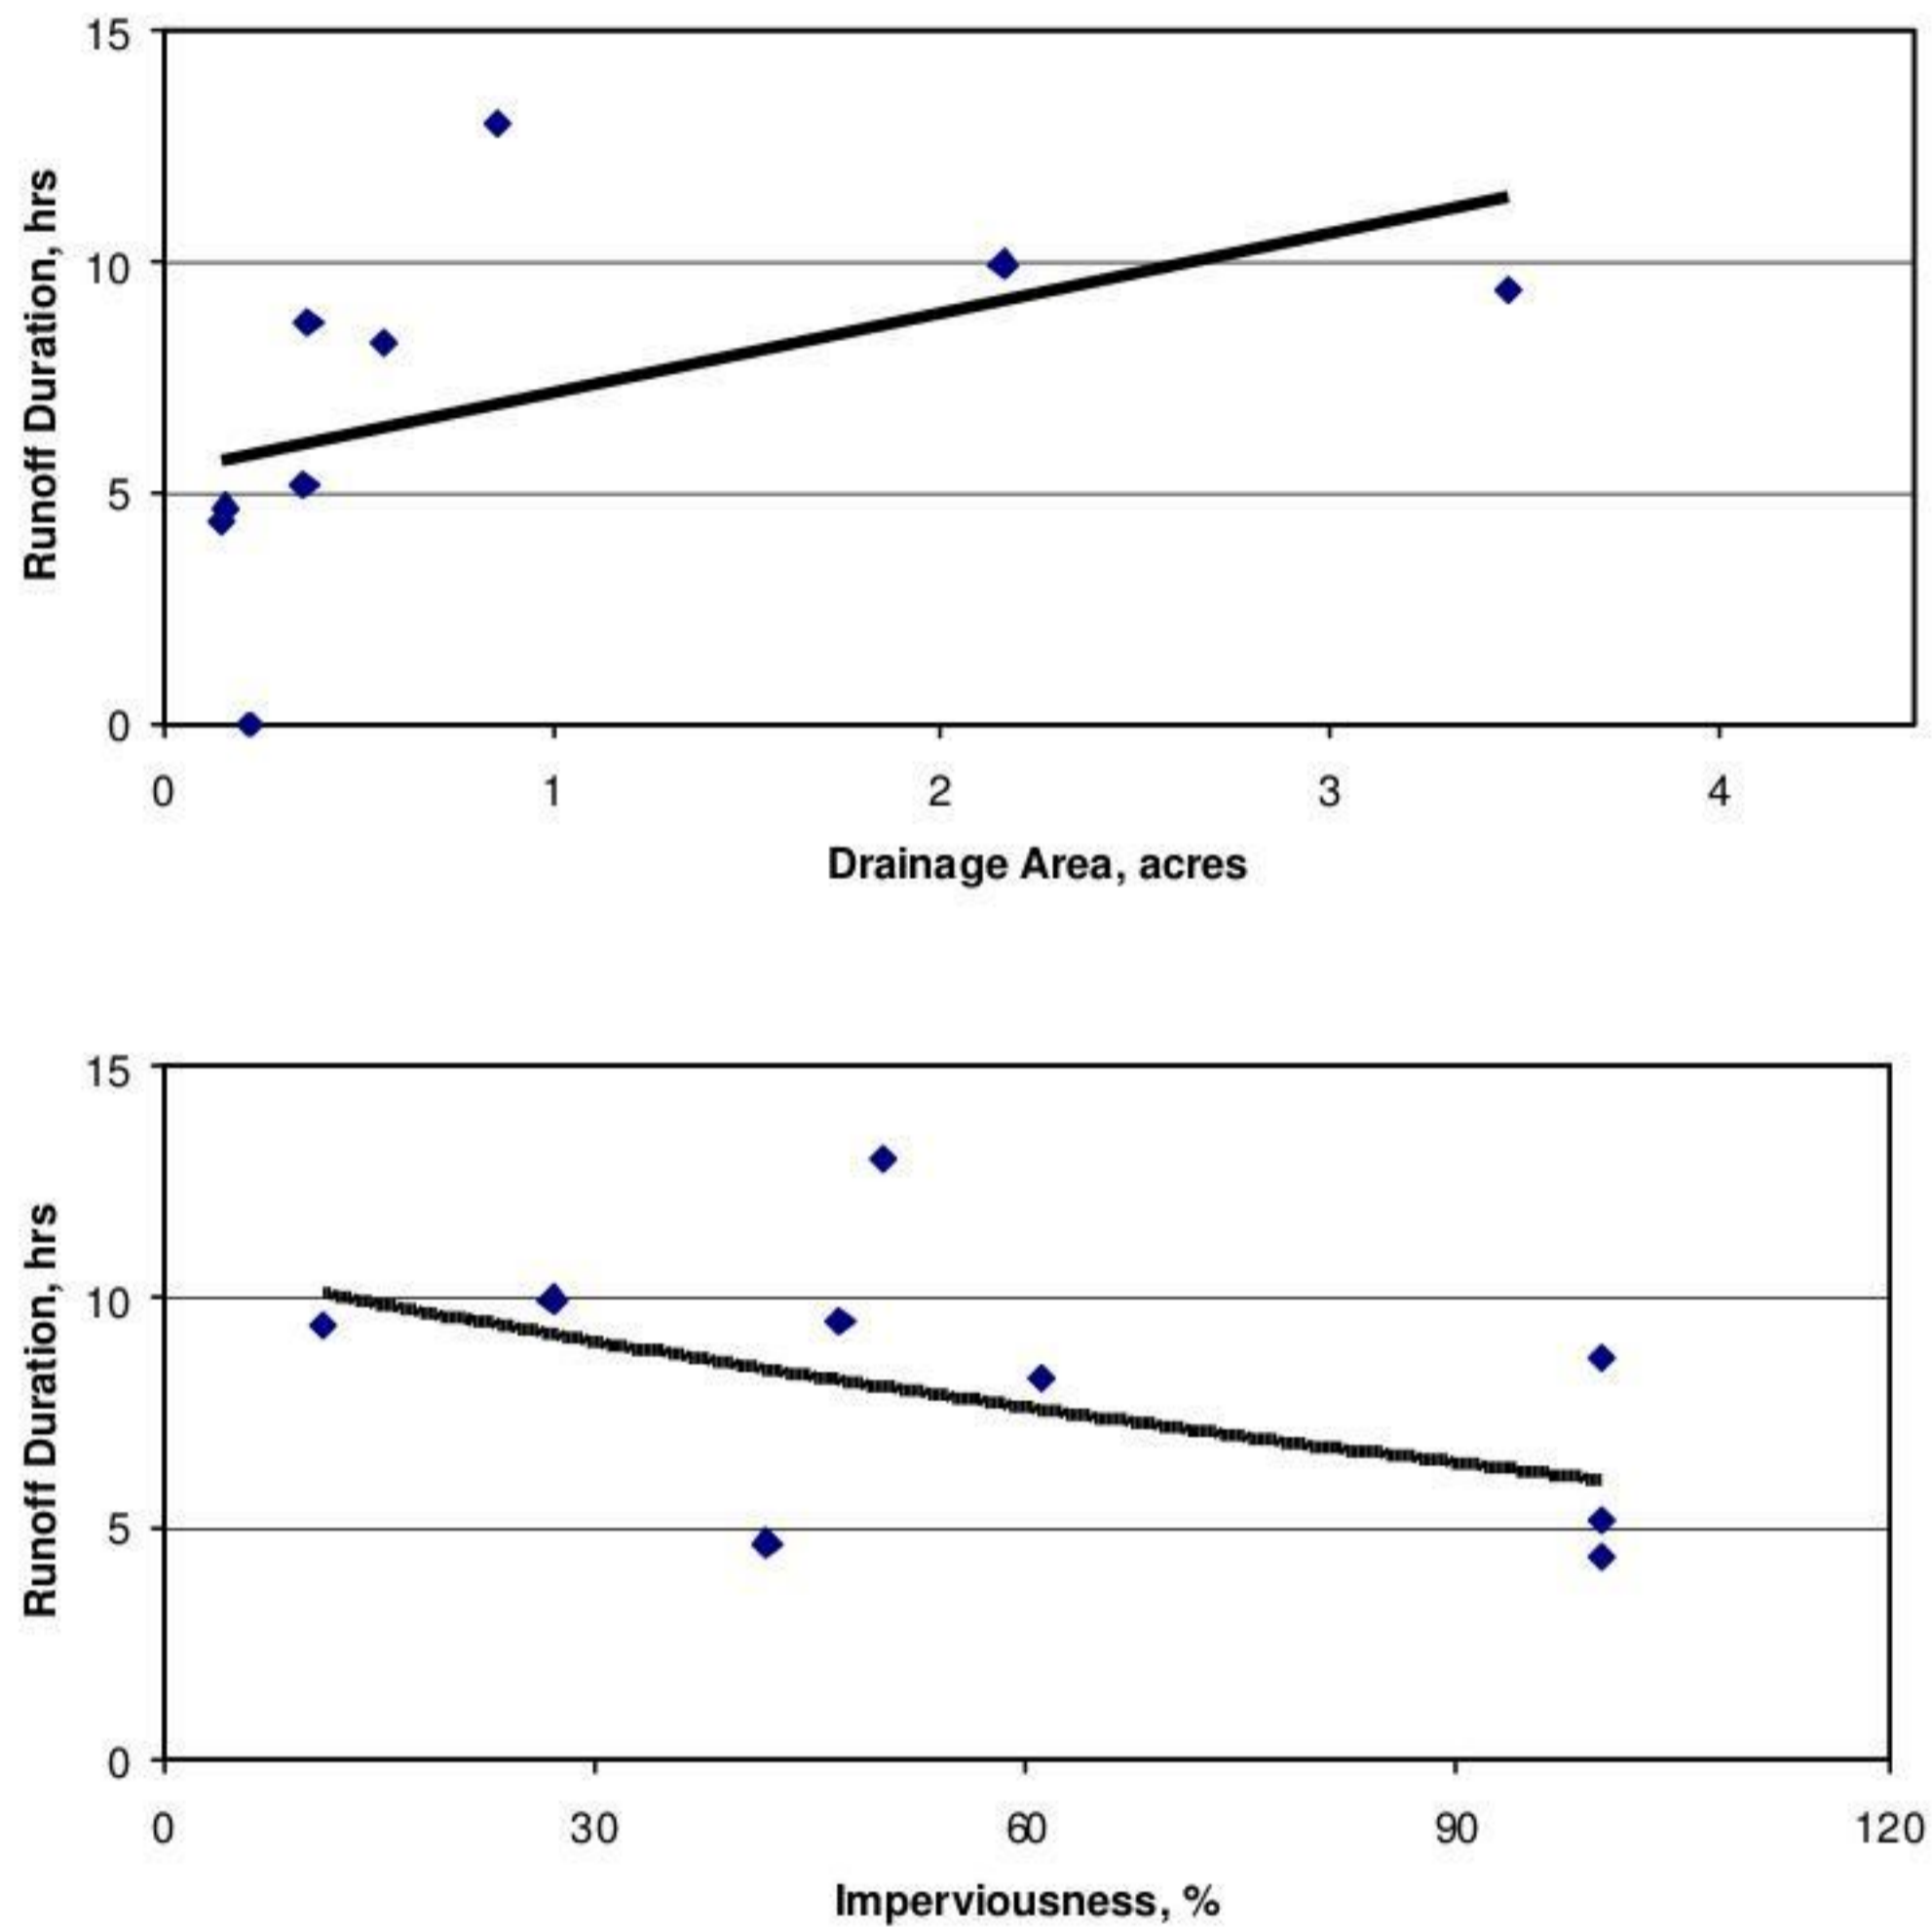 15
10
5
0
Runoff Duration, hrs
0 1 2 3 4
Drainage Area, acres
15
10
5
0
Runoff Duration, hrs
0 30 60 90 120
Imperviousness, %